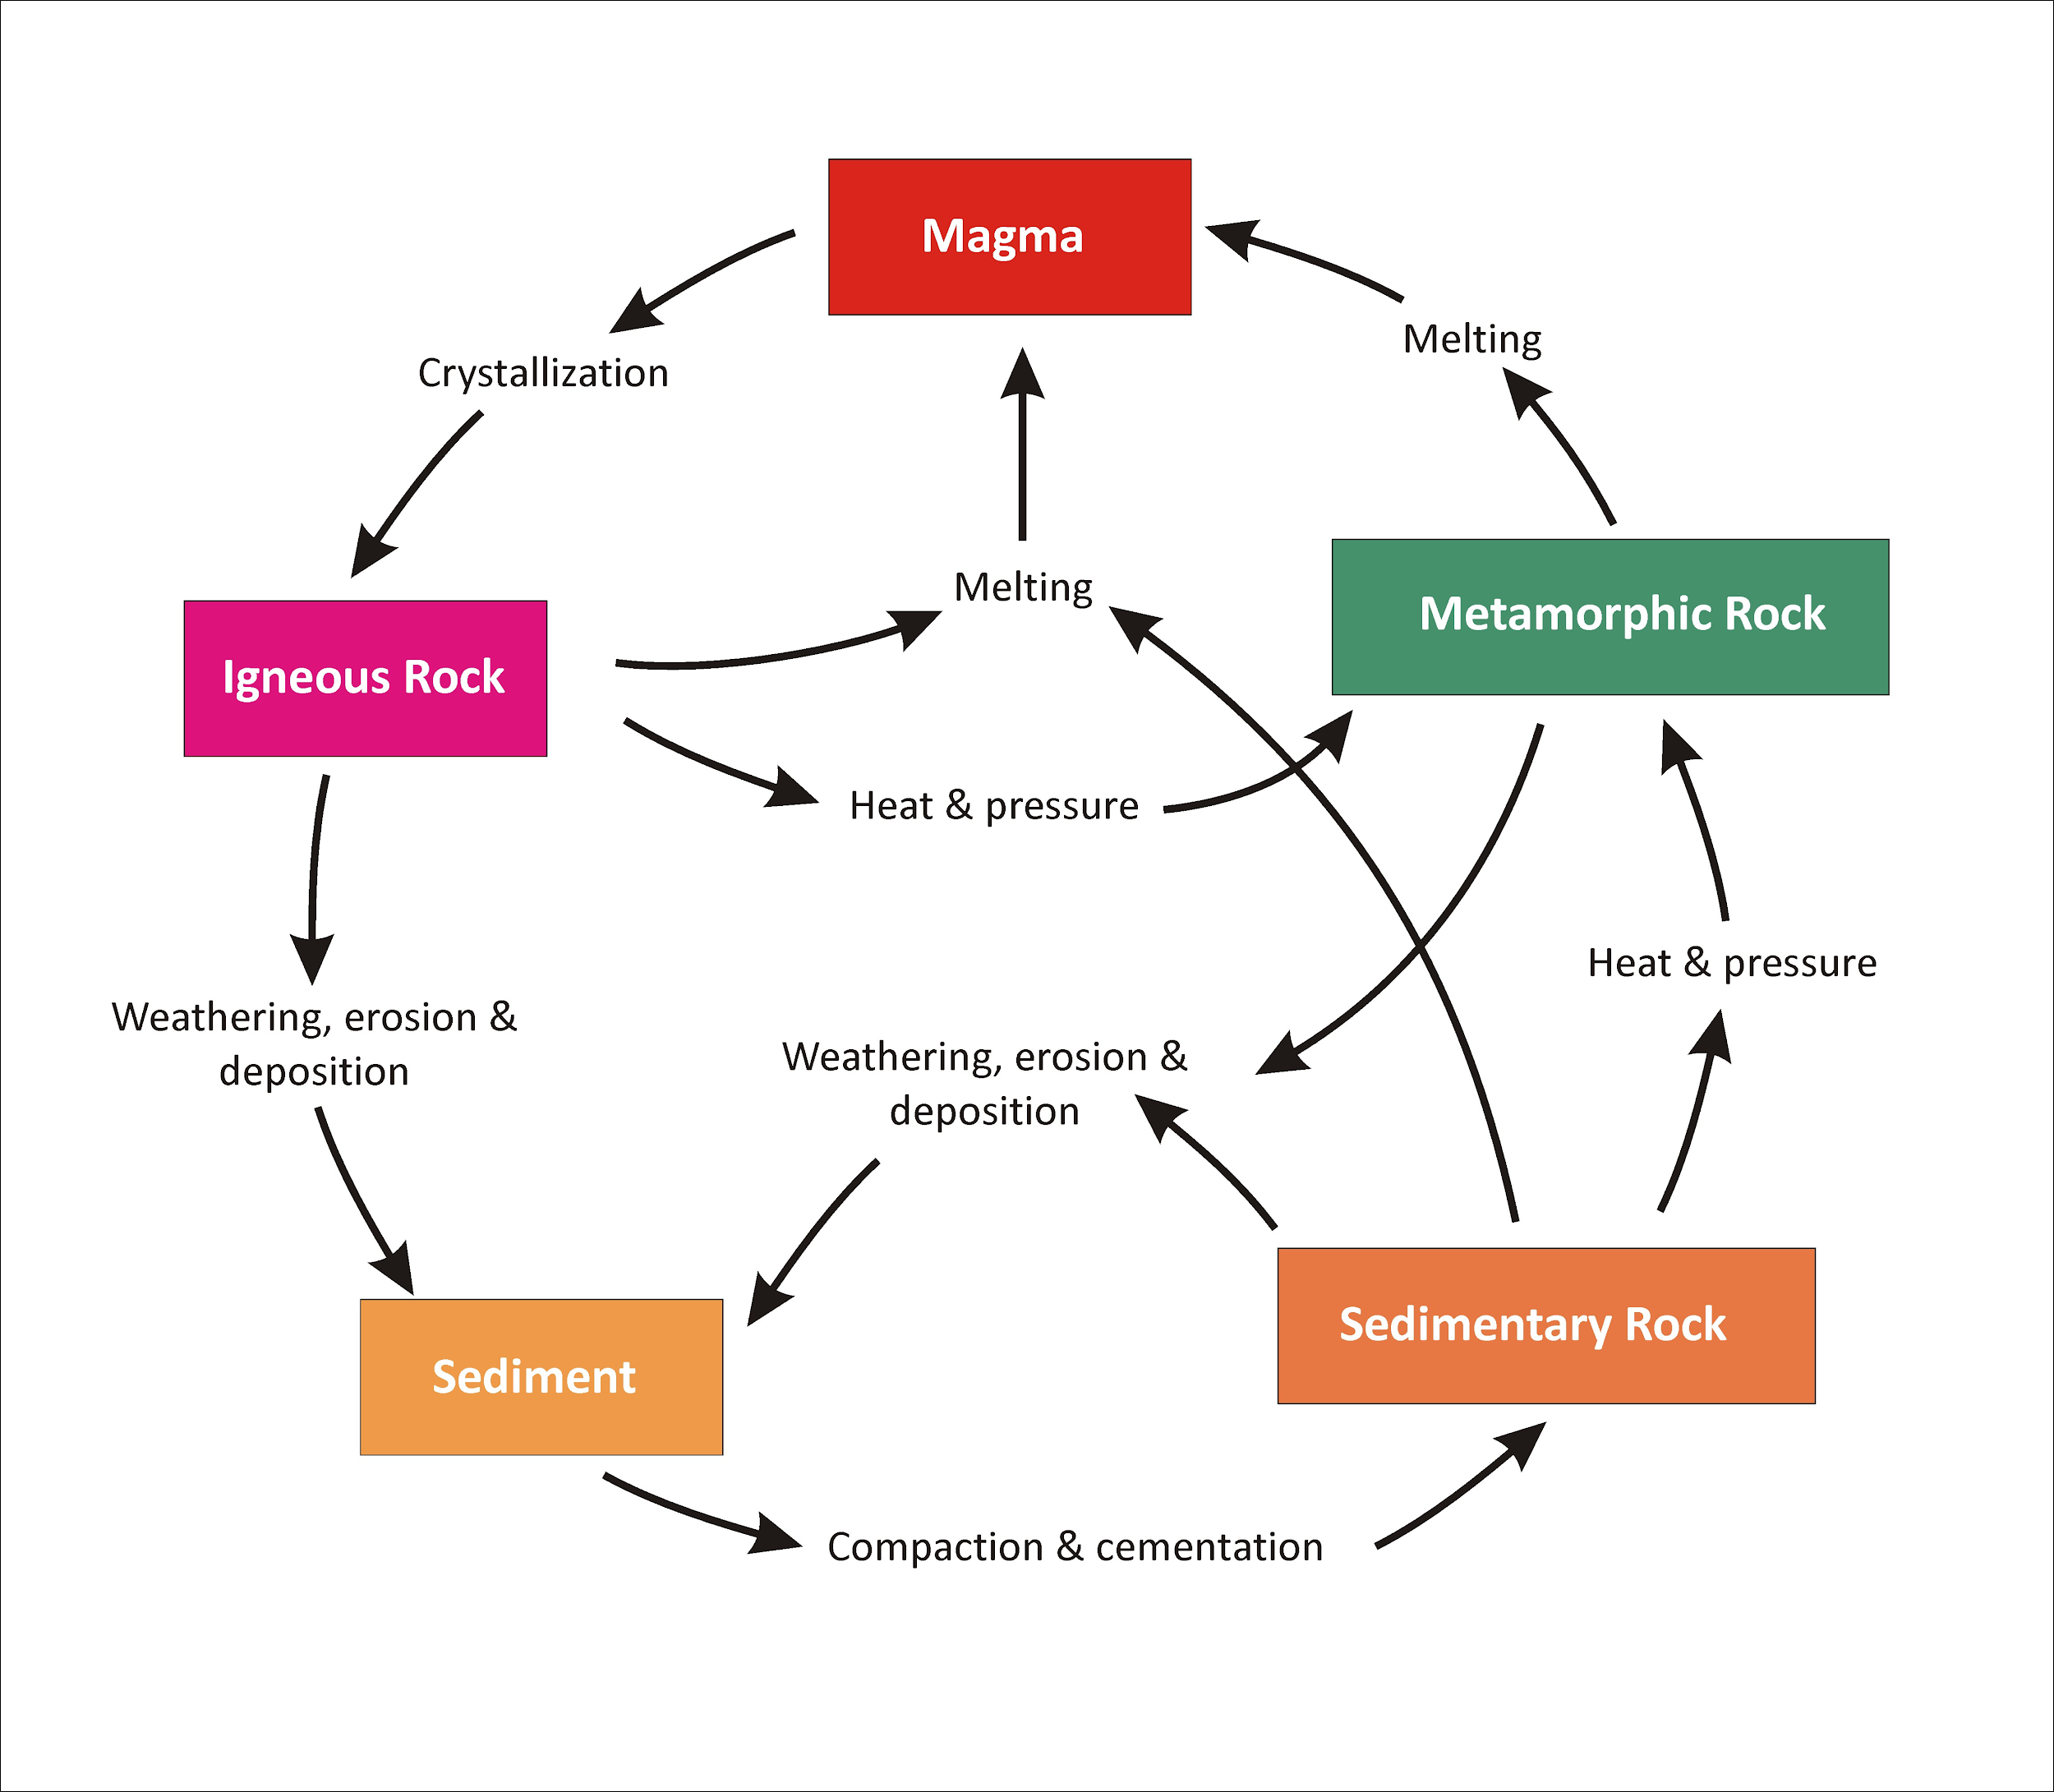 Magma
Melting
Crystallization
Melting
Metamorphic Rock
Igneous Rock
Heat & pressure
Heat & pressure
Weathering, erosion &
deposition
Weathering, erosion &
deposition
Sedimentary Rock
Sediment
Compaction & cementation